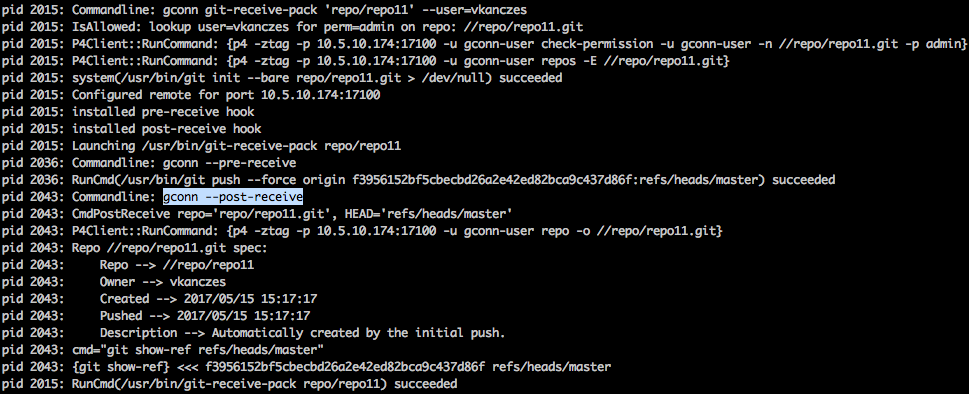 pid 2015: Commandline: gconn git-receive-pack 'repo/repo11' --user=vkanczes
pid 2015: IsAllowed: lookup user=vkanczes for perm=admin on repo: //repo/repo11.git
pid 2015: P4Client::RunCommand: {p4 -ztag -p 10.5.10.174:17100 -u gconn-user check-permission -u gconn-user -n //repo/repo11.git -p admin}
pid 2015: P4Client::RunCommand: {p4 -ztag -p 10.5.10.174:17100 -u gconn-user repos -E //repo/repo11.git}
pid 2015: system(/usr/bin/git init --bare repo/repo11.git > /dev/null) succeeded
pid 2015: Configured remote for port 10.5.10.174:17100
pid 2015: installed pre-receive hook
pid 2015: installed post-receive hook
pid 2015: Launching /usr/bin/git-receive-pack repo/repo11
pid 2036: Commandline: gconn --pre-receive
pid 2036: RunCmd(/usr/bin/git push --force origin f3956152bf5cbecbd26a2e42ed82bca9c437d86f:refs/heads/master) succeeded
pid 2043: Commandline: gconn --post-receive
pid 2043: CmdPostReceive repo='repo/repo11.git', HEAD='refs/heads/master'
pid 2043: P4Client::RunCommand: {p4 -ztag -p 10.5.10.174:17100 -u gconn-user repo -o //repo/repo11.git}
pid 2043: Repo //repo/repo11.git spec:
pid 2043:     Repo --> //repo/repo11
pid 2043:     Owner --> vkanczes
pid 2043:     Created --> 2017/05/15 15:17:17
pid 2043:     Pushed --> 2017/05/15 15:17:17
pid 2043:     Description --> Automatically created by the initial push.
pid 2043: cmd="git show-ref refs/heads/master"
pid 2043: {git show-ref} <<< f3956152bf5cbecbd26a2e42ed82bca9c437d86f refs/heads/master
pid 2015: RunCmd(/usr/bin/git-receive-pack repo/repo11) succeeded